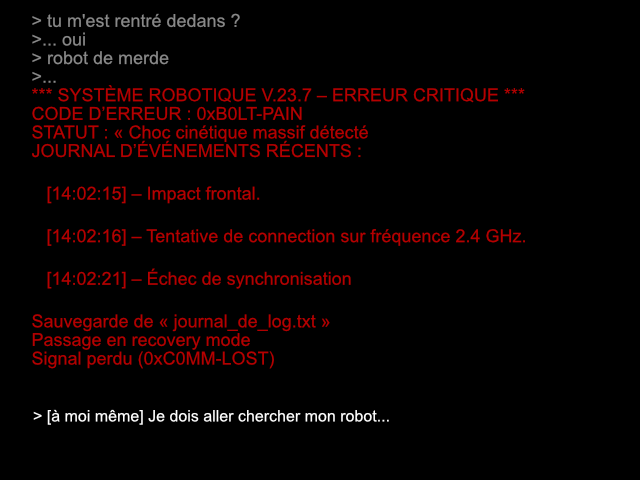 > tu m'est rentré dedans ?
>... oui
> robot de merde
>...
*** SYSTÈME ROBOTIQUE V.23.7 – ERREUR CRITIQUE ***
CODE D'ERREUR : 0xB0LT-PAIN
STATUT : « Choc cinétique massif détecté
JOURNAL D'ÉVÉNEMENTS RÉCENTS :
[14:02:15] – Impact frontal.
[14:02:16] – Tentative de connection sur fréquence 2.4 GHz.
[14:02:21] – Échec de synchronisation
Sauvegarde de « journal_de_log.txt »
Passage en recovery mode
Signal perdu (0xC0MM-LOST)
> [à moi même] Je dois aller chercher mon robot...